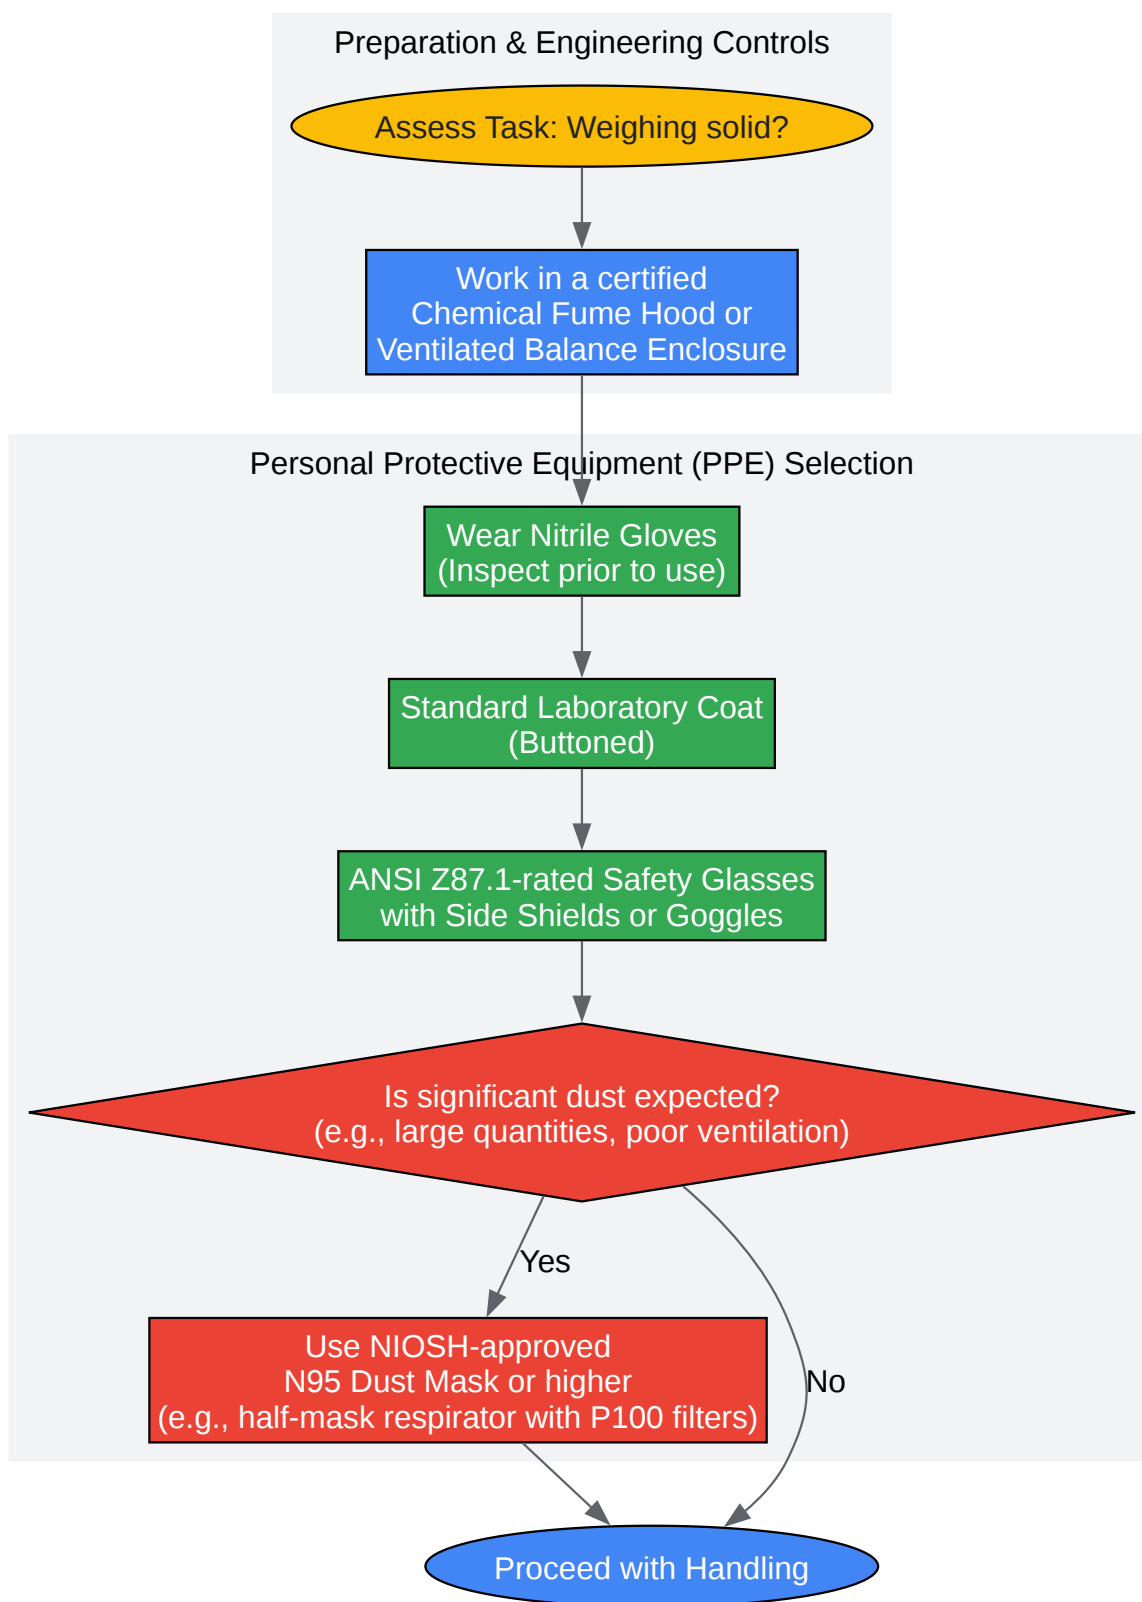 Preparation & Engineering Controls
Assess Task: Weighing solid?
Work in a certified
Chemical Fume Hood or
Ventilated Balance Enclosure
Personal Protective Equipment (PPE) Selection
Wear Nitrile Gloves
(Inspect prior to use)
Standard Laboratory Coat
(Buttoned)
ANSI Z87.1-rated Safety Glasses
with Side Shields or Goggles
Is significant dust expected?
(e.g., large quantities, poor ventilation)
Yes
Use NIOSH-approved
N95 Dust Mask or higher
(e.g., half-mask respirator with P100 filters)
No
Proceed with Handling